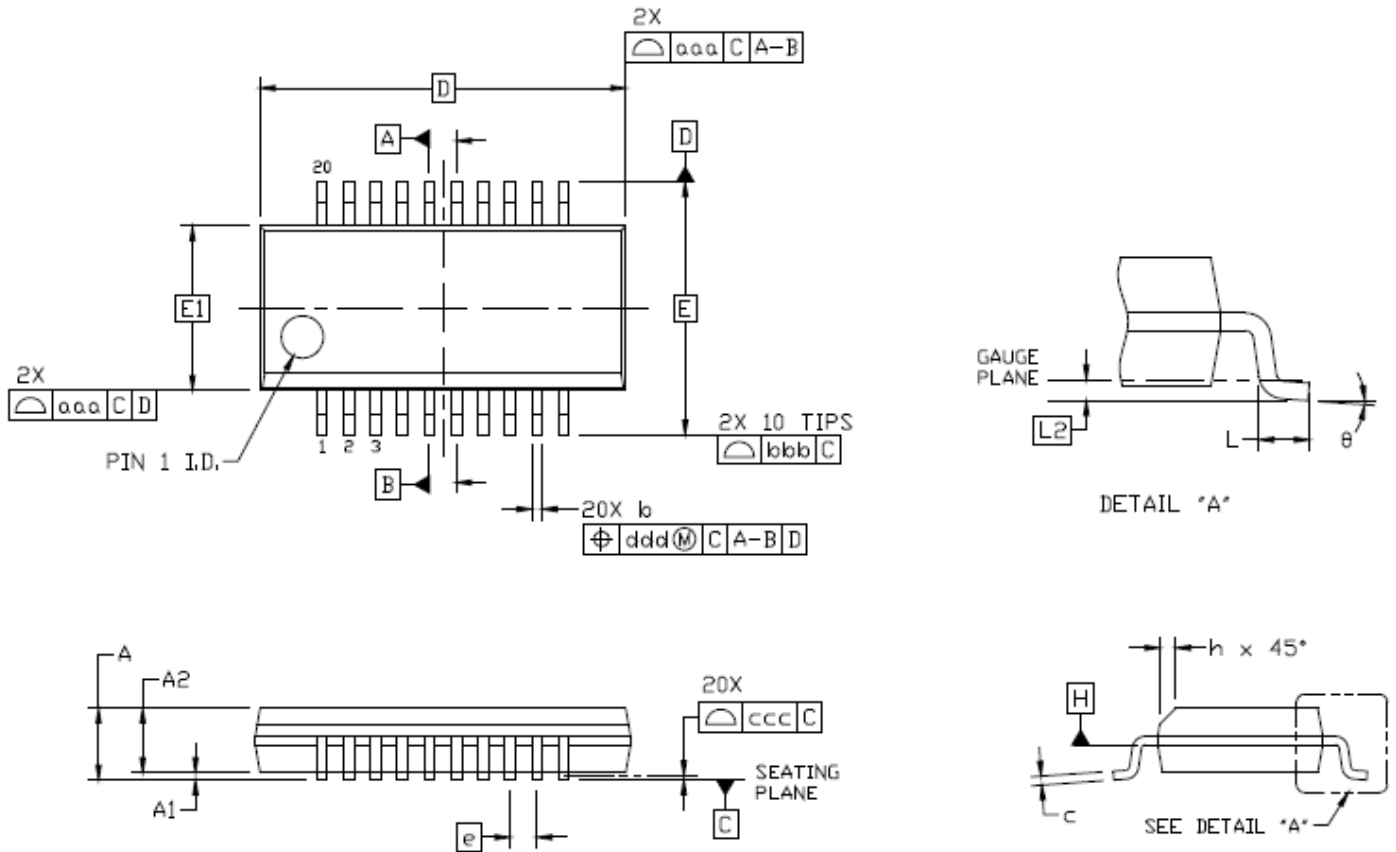 2X
⌓ aaa C A-B
D
A
D
20
E1
E
2X
⌓ aaa C D
1 2 3
PIN 1 I.D.
B
2X 10 TIPS
⌓ bbb C
20X b
⌖ ddd Ⓜ C A-B D
GAUGE
PLANE
L2
L
θ
DETAIL "A"
A
A2
A1
20X
⌓ ccc C
SEATING
PLANE
C
e
h x 45°
H
c
SEE DETAIL "A"